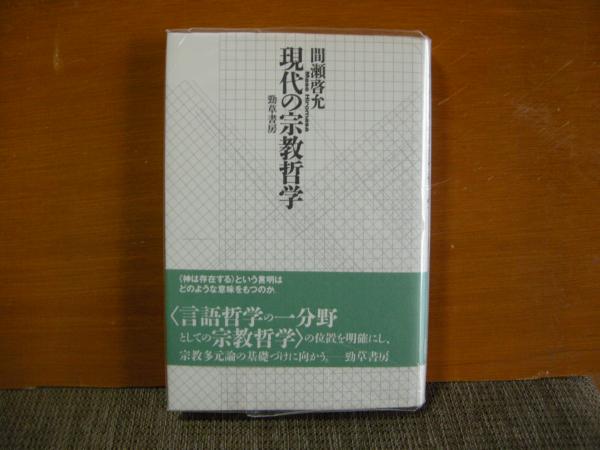 間瀬啓允
Masse Hiromasa
現代の宗教哲学
勁草書房
〈神は存在する〉という言明は
どのような意味をもつのか。
〈言語哲学の一分野
としての宗教哲学〉の位置を明確にし、
宗教多元論の基礎づけに向かう。──勁草書房